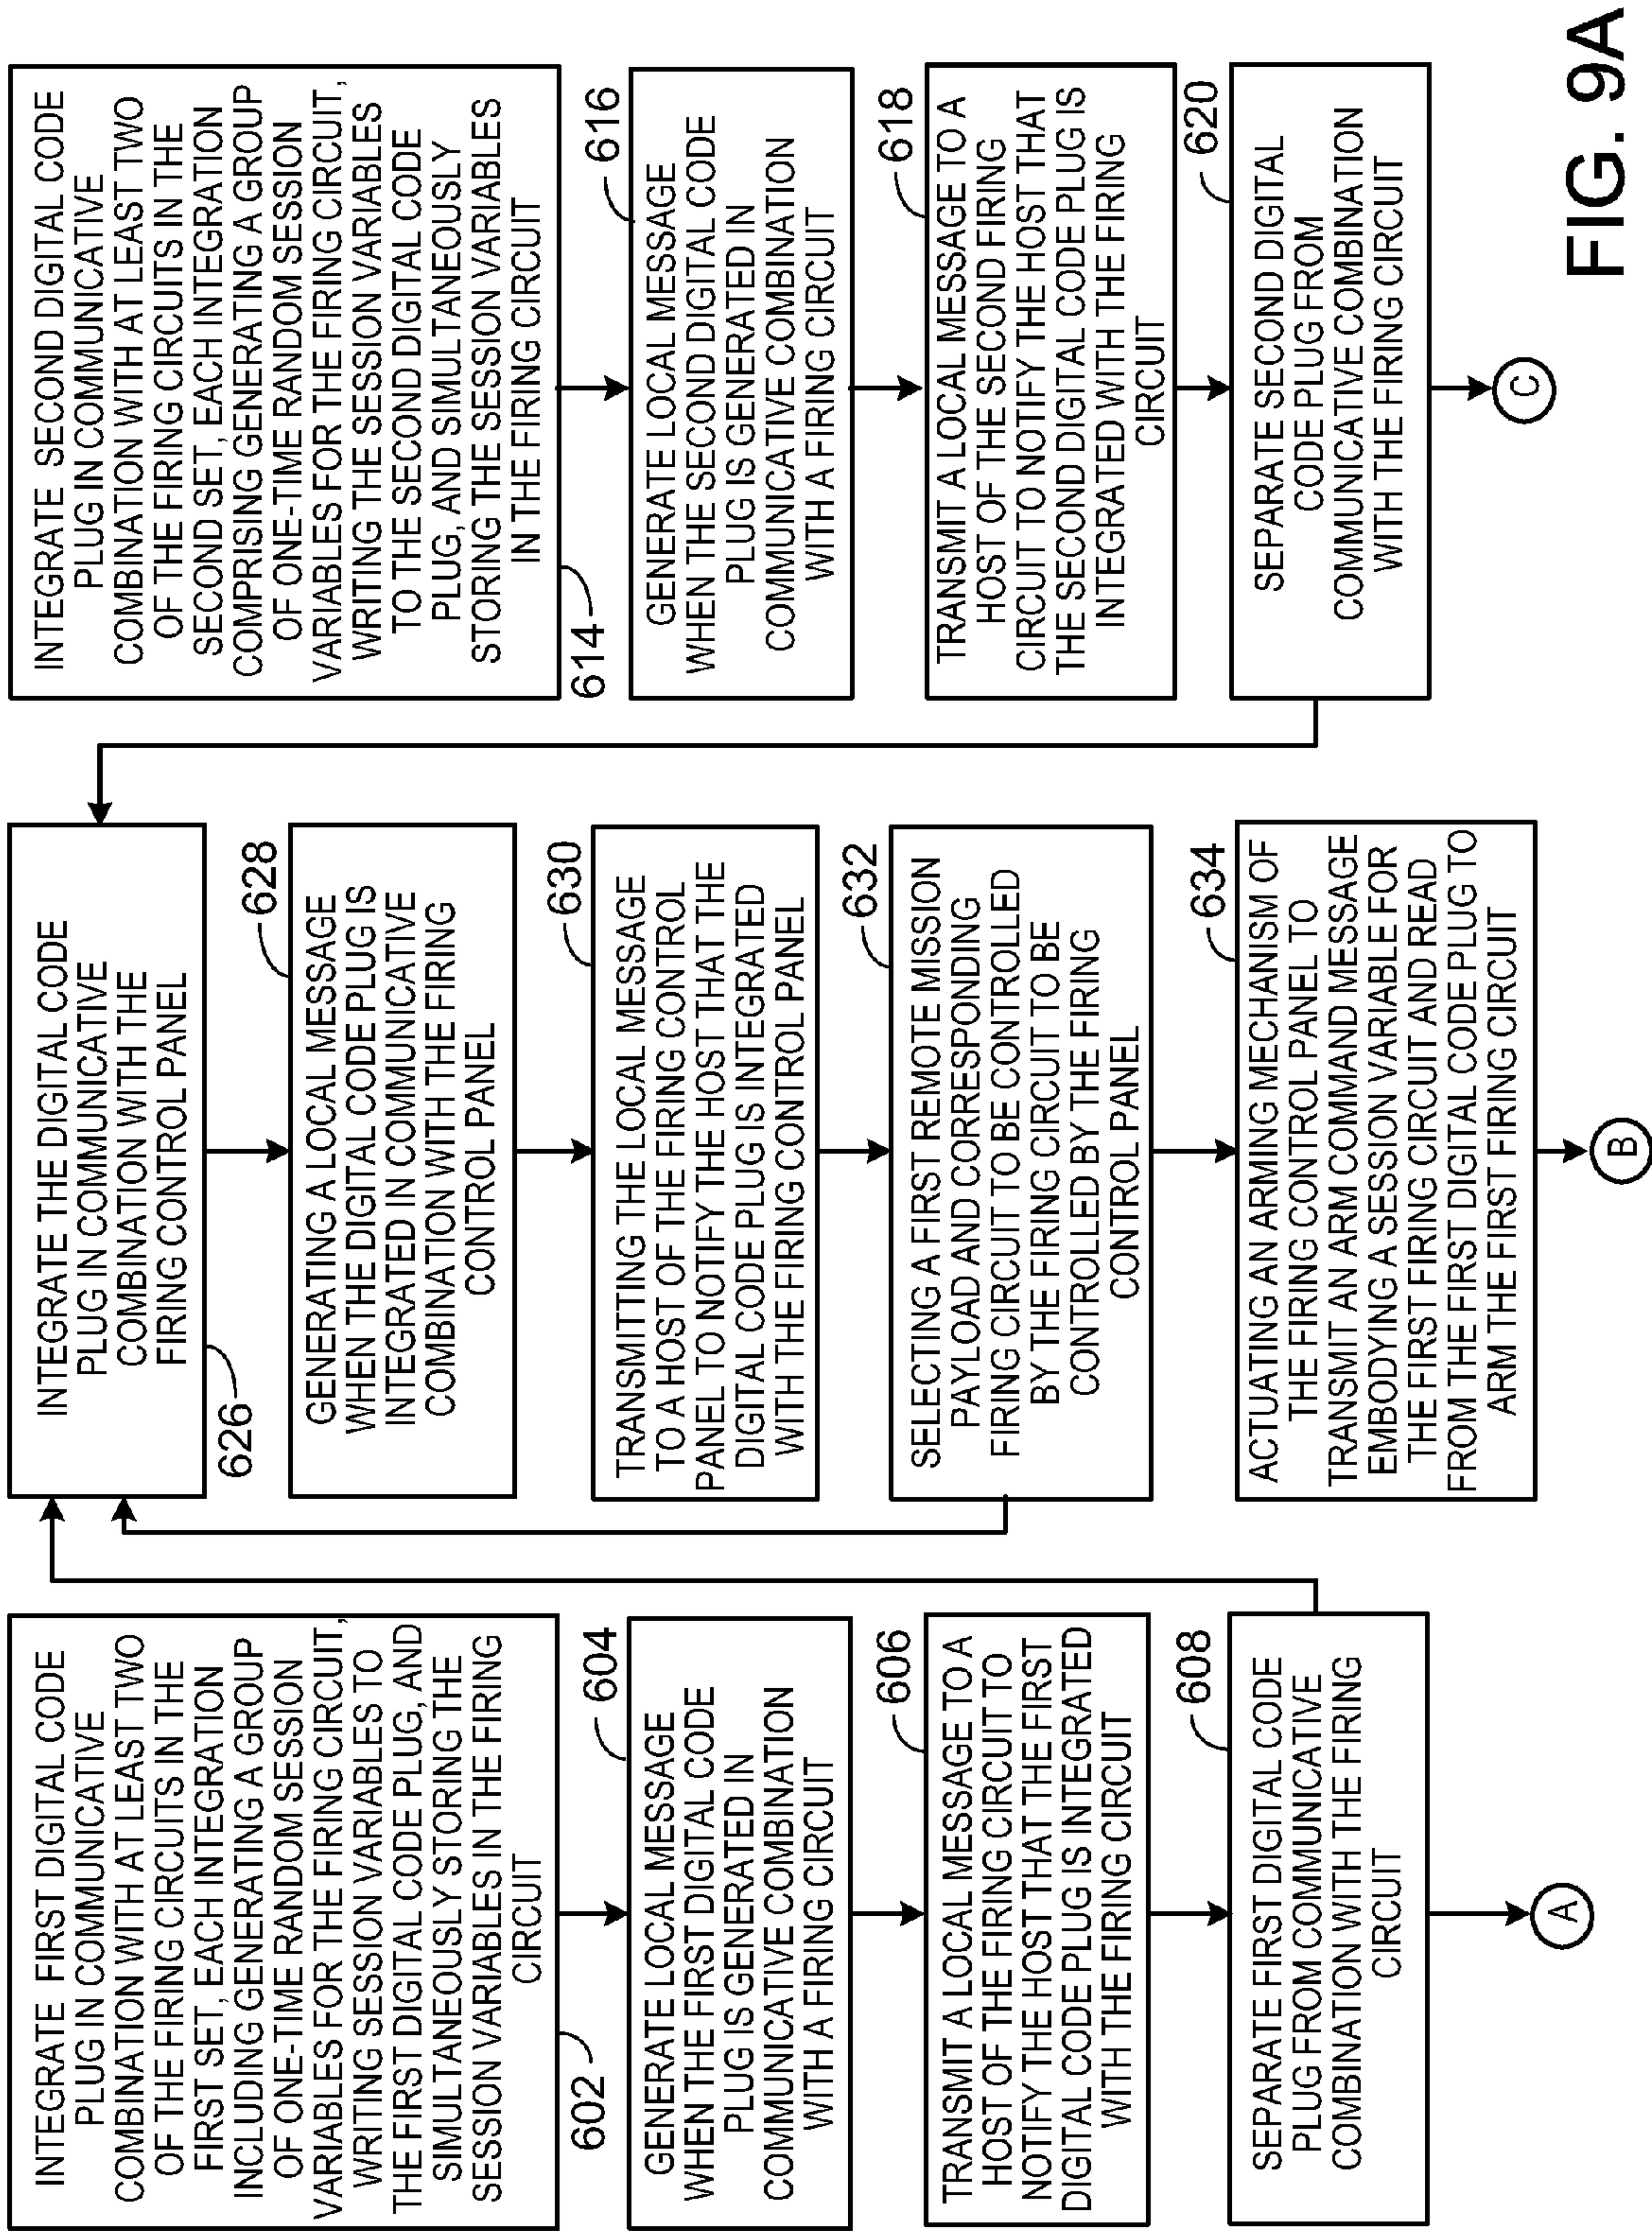 INTEGRATE FIRST DIGITAL CODE
PLUG IN COMMUNICATIVE
COMBINATION WITH AT LEAST TWO
OF THE FIRING CIRCUITS IN THE
FIRST SET, EACH INTEGRATION
INCLUDING GENERATING A GROUP
OF ONE-TIME RANDOM SESSION
VARIABLES FOR THE FIRING CIRCUIT,
WRITING SESSION VARIABLES TO
THE FIRST DIGITAL CODE PLUG, AND
SIMULTANEOUSLY STORING THE
SESSION VARIABLES IN THE FIRING
CIRCUIT
602
604
GENERATE LOCAL MESSAGE
WHEN THE FIRST DIGITAL CODE
PLUG IS GENERATED IN
COMMUNICATIVE COMBINATION
WITH A FIRING CIRCUIT
606
TRANSMIT A LOCAL MESSAGE TO A
HOST OF THE FIRING CIRCUIT TO
NOTIFY THE HOST THAT THE FIRST
DIGITAL CODE PLUG IS INTEGRATED
WITH THE FIRING CIRCUIT
608
SEPARATE FIRST DIGITAL CODE
PLUG FROM COMMUNICATIVE
COMBINATION WITH THE FIRING
CIRCUIT
A
INTEGRATE THE DIGITAL CODE
PLUG IN COMMUNICATIVE
COMBINATION WITH THE
FIRING CONTROL PANEL
626
628
GENERATING A LOCAL MESSAGE
WHEN THE DIGITAL CODE PLUG IS
INTEGRATED IN COMMUNICATIVE
COMBINATION WITH THE FIRING
CONTROL PANEL
630
TRANSMITTING THE LOCAL MESSAGE
TO A HOST OF THE FIRING CONTROL
PANEL TO NOTIFY THE HOST THAT THE
DIGITAL CODE PLUG IS INTEGRATED
WITH THE FIRING CONTROL PANEL
632
SELECTING A FIRST REMOTE MISSION
PAYLOAD AND CORRESPONDING
FIRING CIRCUIT TO BE CONTROLLED
BY THE FIRING CIRCUIT TO BE
CONTROLLED BY THE FIRING
CONTROL PANEL
634
ACTUATING AN ARMING MECHANISM OF
THE FIRING CONTROL PANEL TO
TRANSMIT AN ARM COMMAND MESSAGE
EMBODYING A SESSION VARIABLE FOR
THE FIRST FIRING CIRCUIT AND READ
FROM THE FIRST DIGITAL CODE PLUG TO
ARM THE FIRST FIRING CIRCUIT
B
INTEGRATE SECOND DIGITAL CODE
PLUG IN COMMUNICATIVE
COMBINATION WITH AT LEAST TWO
OF THE FIRING CIRCUITS IN THE
SECOND SET, EACH INTEGRATION
COMPRISING GENERATING A GROUP
OF ONE-TIME RANDOM SESSION
VARIABLES FOR THE FIRING CIRCUIT,
WRITING THE SESSION VARIABLES
TO THE SECOND DIGITAL CODE
PLUG, AND SIMULTANEOUSLY
STORING THE SESSION VARIABLES
IN THE FIRING CIRCUIT
614
616
GENERATE LOCAL MESSAGE
WHEN THE SECOND DIGITAL CODE
PLUG IS GENERATED IN
COMMUNICATIVE COMBINATION
WITH A FIRING CIRCUIT
618
TRANSMIT A LOCAL MESSAGE TO A
HOST OF THE SECOND FIRING
CIRCUIT TO NOTIFY THE HOST THAT
THE SECOND DIGITAL CODE PLUG IS
INTEGRATED WITH THE FIRING
CIRCUIT
620
SEPARATE SECOND DIGITAL
CODE PLUG FROM
COMMUNICATIVE COMBINATION
WITH THE FIRING CIRCUIT
C
FIG. 9A